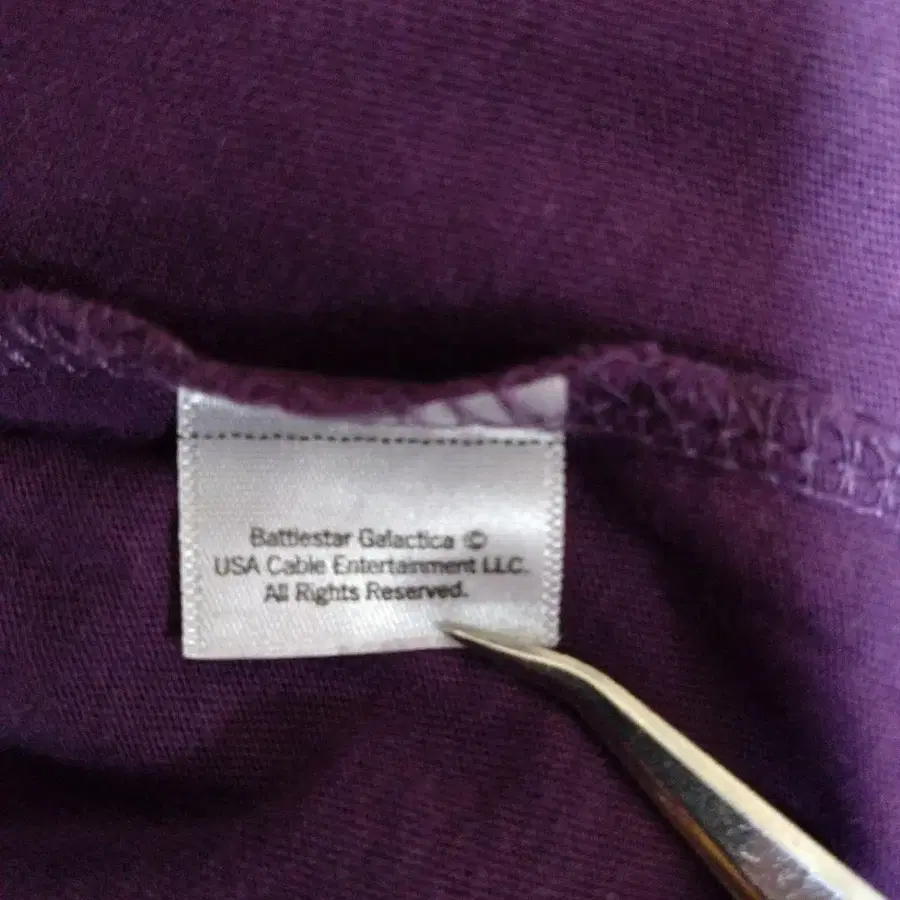 Battlestar Galactica ©
USA Cable Entertainment LLC.
All Rights Reserved.